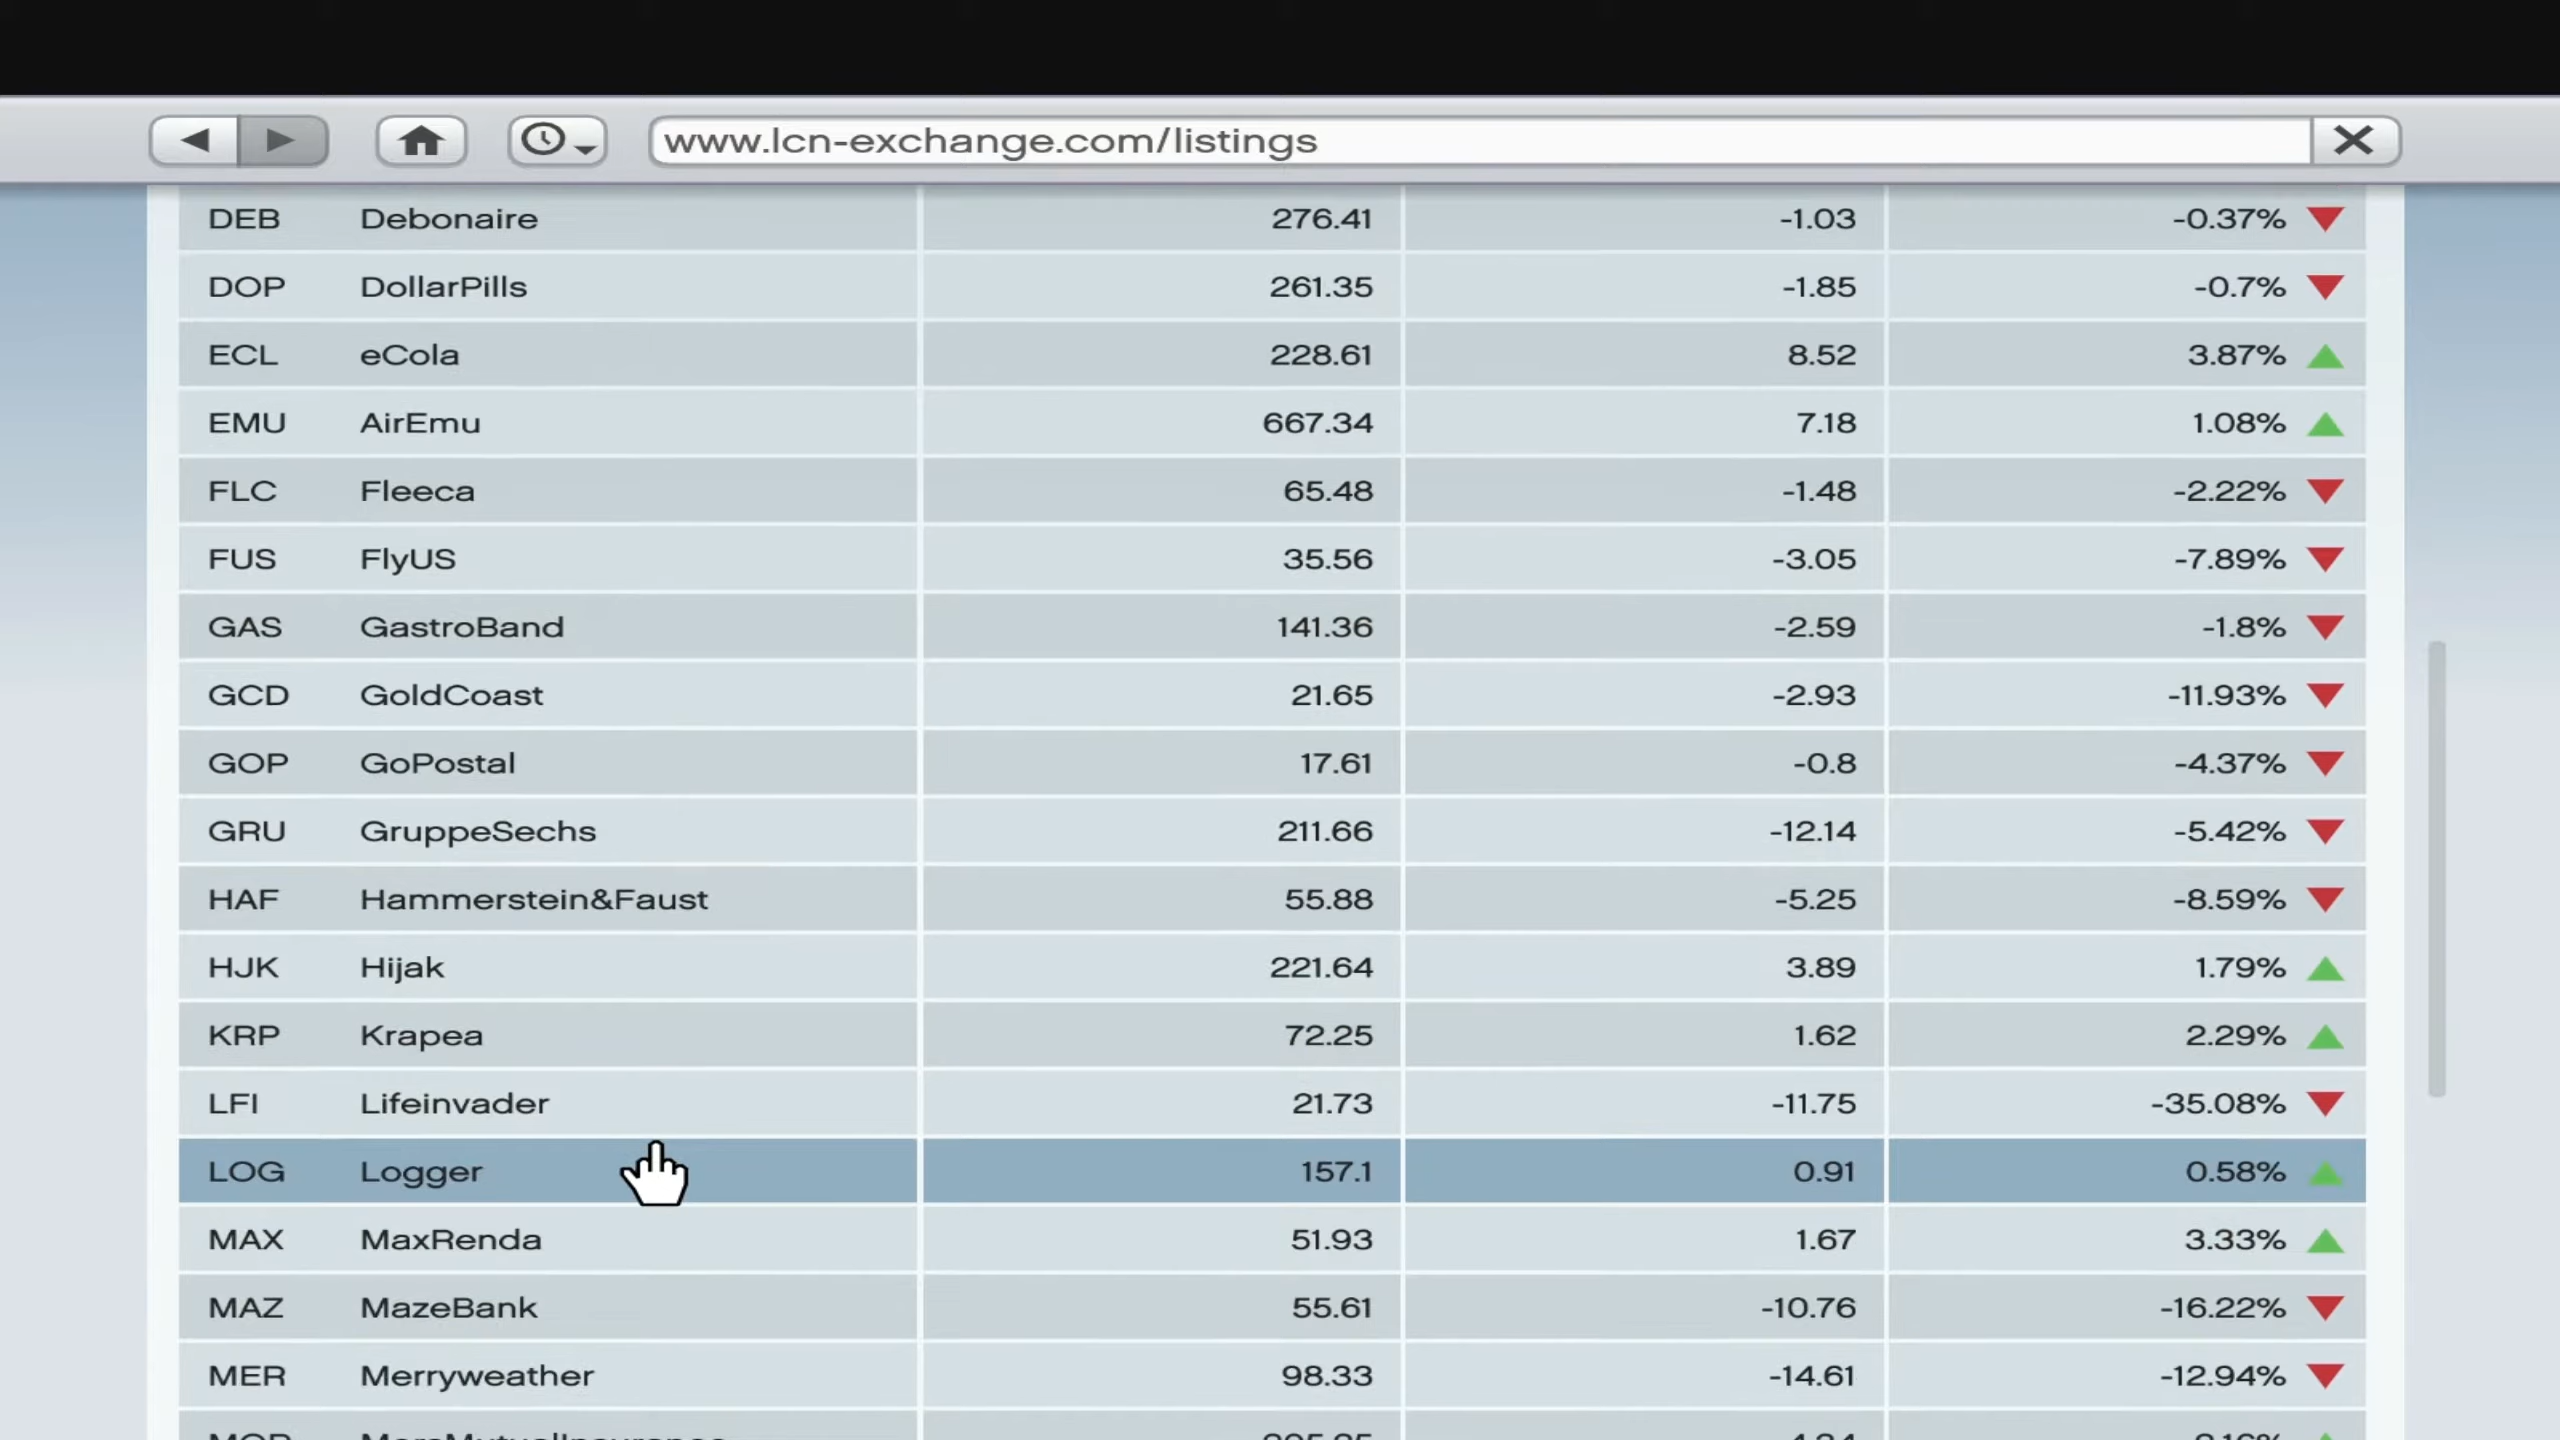 www.lcn-exchange.com/listings
DEB Debonaire 276.41 -1.03 -0.37%
DOP DollarPills 261.35 -1.85 -0.7%
ECL eCola 228.61 8.52 3.87%
EMU AirEmu 667.34 7.18 1.08%
FLC Fleeca 65.48 -1.48 -2.22%
FUS FlyUS 35.56 -3.05 -7.89%
GAS GastroBand 141.36 -2.59 -1.8%
GCD GoldCoast 21.65 -2.93 -11.93%
GOP GoPostal 17.61 -0.8 -4.37%
GRU GruppeSechs 211.66 -12.14 -5.42%
HAF Hammerstein&Faust 55.88 -5.25 -8.59%
HJK Hijak 221.64 3.89 1.79%
KRP Krapea 72.25 1.62 2.29%
LFI Lifeinvader 21.73 -11.75 -35.08%
LOG Logger 157.1 0.91 0.58%
MAX MaxRenda 51.93 1.67 3.33%
MAZ MazeBank 55.61 -10.76 -16.22%
MER Merryweather 98.33 -14.61 -12.94%